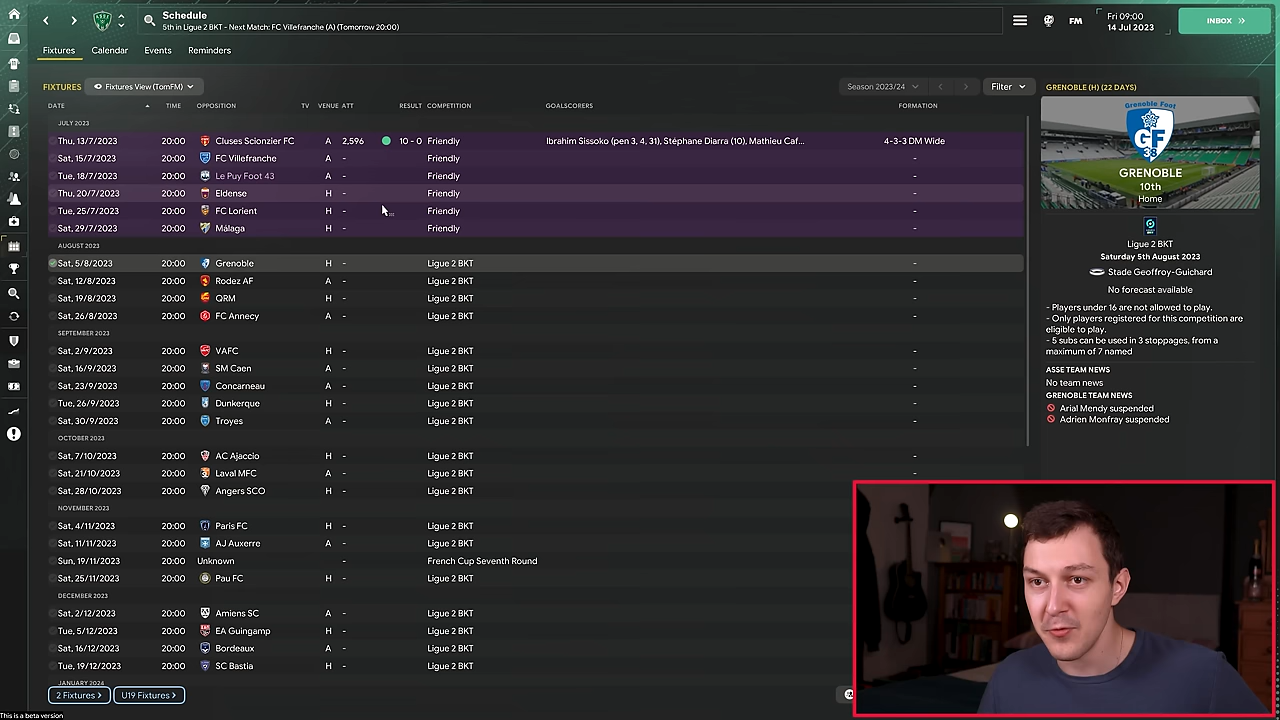 Schedule
5th in Ligue 2 BKT - Next Match: FC Villefranche (A) (Tomorrow 20:00)
FM
Fri 09:00
14 Jul 2023
INBOX
Fixtures Calendar Events Reminders
FIXTURES Fixtures View (TomFM) Season 2023/24 Filter
DATE TIME OPPOSITION TV VENUE ATT RESULT COMPETITION GOALSCORERS FORMATION
JULY 2023
Thu, 13/7/2023 20:00 Cluses Scionzier FC A 2,596 10 - 0 Friendly Ibrahim Sissoko (pen 3, 4, 31), Stéphane Diarra (10), Mathieu Caf... 4-3-3 DM Wide
Sat, 15/7/2023 20:00 FC Villefranche A - Friendly -
Tue, 18/7/2023 20:00 Le Puy Foot 43 A - Friendly -
Thu, 20/7/2023 20:00 Eldense H - Friendly -
Tue, 25/7/2023 20:00 FC Lorient H - Friendly -
Sat, 29/7/2023 20:00 Málaga H - Friendly -
AUGUST 2023
Sat, 5/8/2023 20:00 Grenoble H - Ligue 2 BKT -
Sat, 12/8/2023 20:00 Rodez AF A - Ligue 2 BKT -
Sat, 19/8/2023 20:00 QRM H - Ligue 2 BKT -
Sat, 26/8/2023 20:00 FC Annecy A - Ligue 2 BKT -
SEPTEMBER 2023
Sat, 2/9/2023 20:00 VAFC H - Ligue 2 BKT -
Sat, 16/9/2023 20:00 SM Caen A - Ligue 2 BKT -
Sat, 23/9/2023 20:00 Concarneau A - Ligue 2 BKT -
Tue, 26/9/2023 20:00 Dunkerque H - Ligue 2 BKT -
Sat, 30/9/2023 20:00 Troyes A - Ligue 2 BKT -
OCTOBER 2023
Sat, 7/10/2023 20:00 AC Ajaccio H - Ligue 2 BKT -
Sat, 21/10/2023 20:00 Laval MFC A - Ligue 2 BKT -
Sat, 28/10/2023 20:00 Angers SCO H - Ligue 2 BKT -
NOVEMBER 2023
Sat, 4/11/2023 20:00 Paris FC H - Ligue 2 BKT
Sat, 11/11/2023 20:00 AJ Auxerre A - Ligue 2 BKT
Sun, 19/11/2023 20:00 Unknown - French Cup Seventh Round
Sat, 25/11/2023 20:00 Pau FC H - Ligue 2 BKT
DECEMBER 2023
Sat, 2/12/2023 20:00 Amiens SC A - Ligue 2 BKT
Tue, 5/12/2023 20:00 EA Guingamp H - Ligue 2 BKT
Sat, 16/12/2023 20:00 Bordeaux A - Ligue 2 BKT
Tue, 19/12/2023 20:00 SC Bastia H - Ligue 2 BKT
JANUARY 2024
2 Fixtures U19 Fixtures
This is a beta version
GRENOBLE (H) (22 DAYS)
Grenoble Foot
GF
38
GRENOBLE
10th
Home
Ligue 2 BKT
Saturday 5th August 2023
Stade Geoffroy-Guichard
No forecast available
- Players under 16 are not allowed to play.
- Only players registered for this competition are
eligible to play.
- 5 subs can be used in 3 stoppages, from a
maximum of 7 named
ASSE TEAM NEWS
No team news
GRENOBLE TEAM NEWS
Arial Mendy suspended
Adrien Monfray suspended